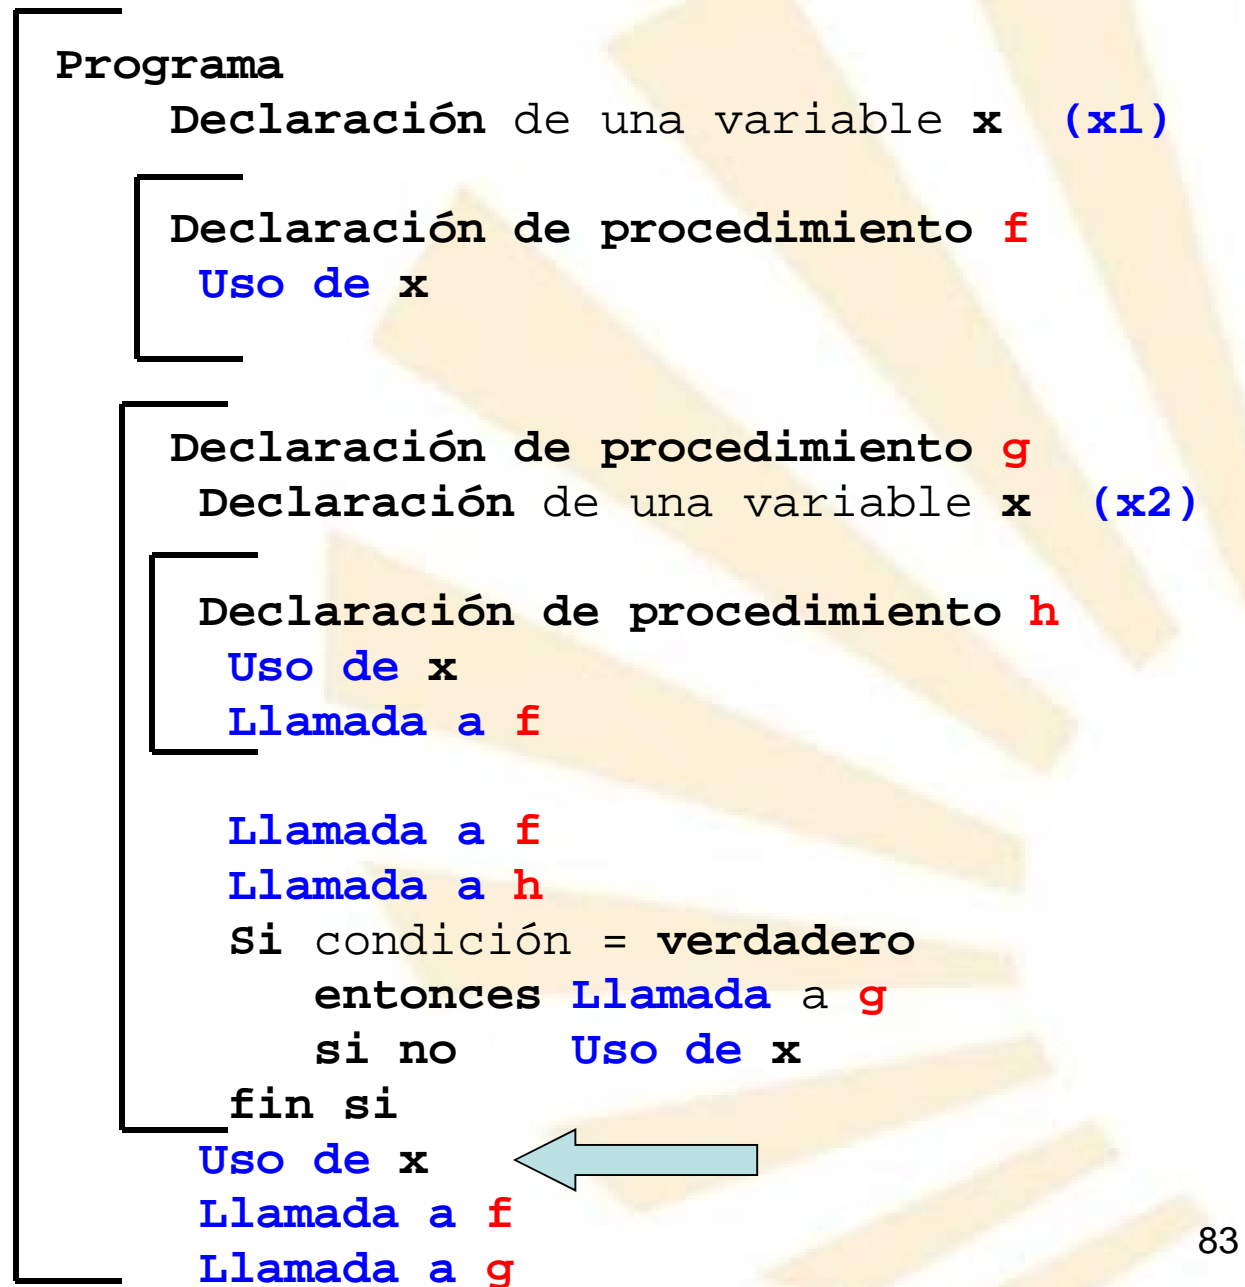 Programa
Declaración de una variable x (x1)
Declaración de procedimiento f
Uso de x
Declaración de procedimiento g
Declaración de una variable x (x2)
Declaración de procedimiento h
Uso de x
Llamada a f
Llamada a f
Llamada a h
Si condición = verdadero
entonces Llamada a g
si no Uso de x
fin si
Uso de x
Llamada a f
Llamada a g
83